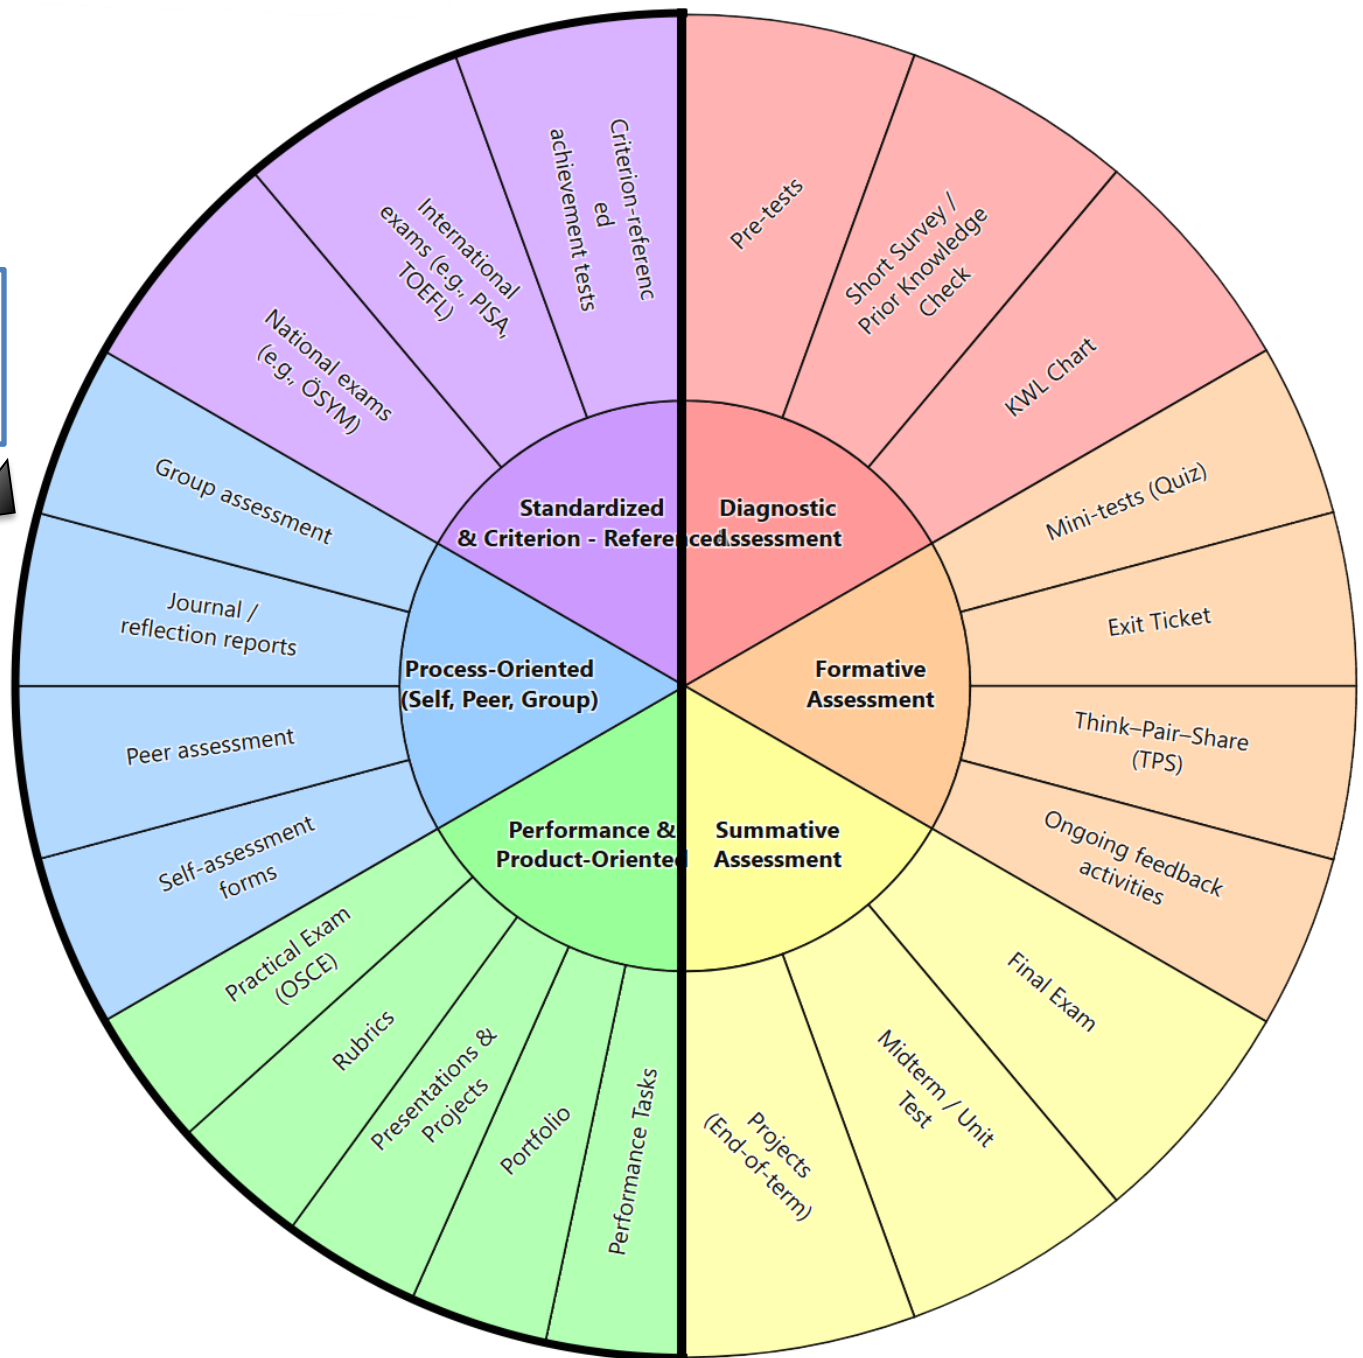 Diagnostic
Assessment
Pre-tests
Short Survey /
Prior Knowledge
Check
KWL Chart
Formative
Assessment
Mini-tests (Quiz)
Exit Ticket
Think–Pair–Share
(TPS)
Ongoing feedback
activities
Summative
Assessment
Final Exam
Midterm / Unit
Test
Projects
(End-of-term)
Performance &
Product-Oriented
Performance Tasks
Portfolio
Presentations &
Projects
Rubrics
Practical Exam
(OSCE)
Process-Oriented
(Self, Peer, Group)
Self-assessment
forms
Peer assessment
Journal /
reflection reports
Group assessment
Standardized
& Criterion - Referenced
National exams
(e.g., ÖSYM)
International
exams (e.g., PISA,
TOEFL)
Criterion-referenc
ed
achievement tests